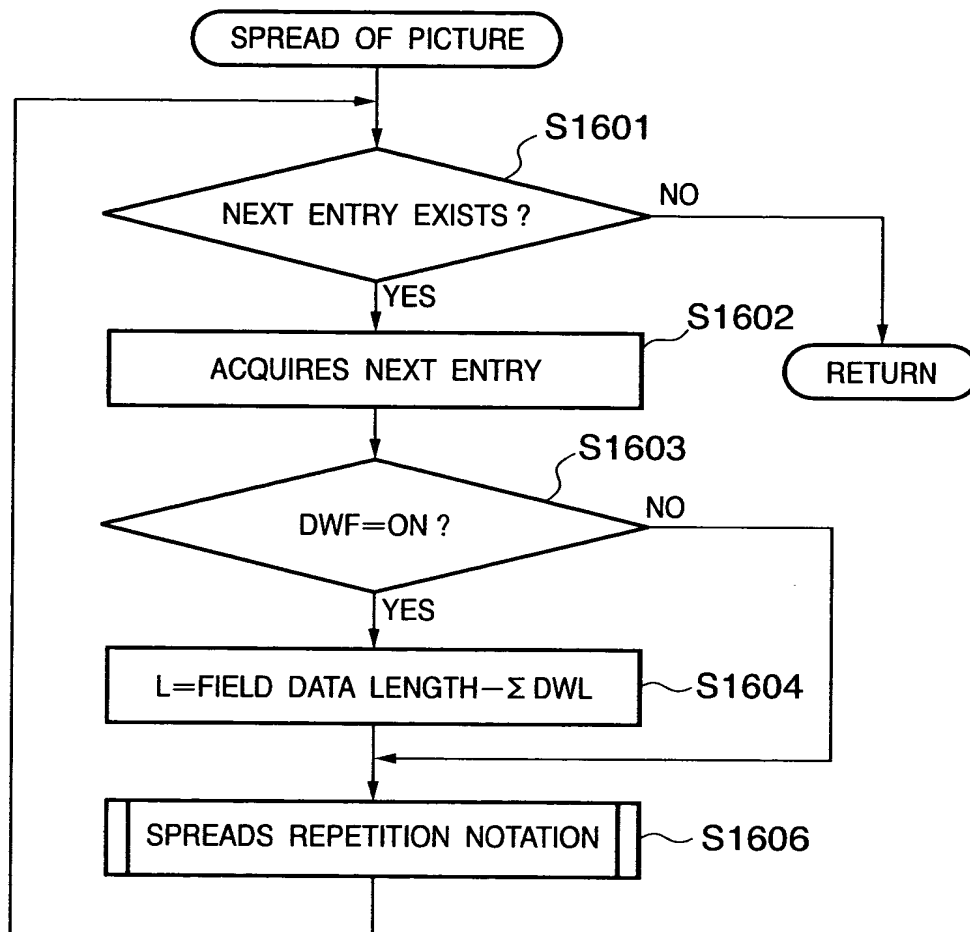 SPREAD OF PICTURE
S1601
NEXT ENTRY EXISTS ?
NO
YES
S1602
ACQUIRES NEXT ENTRY
RETURN
S1603
DWF=ON ?
NO
YES
L=FIELD DATA LENGTH−Σ DWL
S1604
SPREADS REPETITION NOTATION
S1606